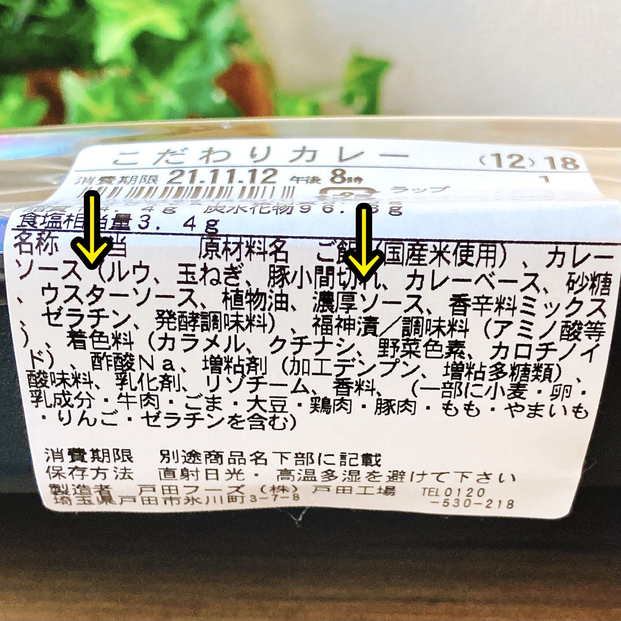 こだわりカレー (12) 18
消費期限 21.11.12 午後 8時 1
ラップ
4g 炭水化物96.
食塩相当量3.4g
名称 当 原材料名 ご飯(国産米使用)、カレー
ソース(ルウ、玉ねぎ、豚小間切れ、カレーベース、砂糖
、ウスターソース、植物油、濃厚ソース、香辛料ミックス
、ゼラチン、発酵調味料)、福神漬/調味料(アミノ酸等
)、着色料(カラメル、クチナシ、野菜色素、カロチノイ
ド)、酢酸Na、増粘剤(加工デンプン、増粘多糖類)、
酸味料、乳化剤、リゾチーム、香料、(一部に小麦・卵・
乳成分・牛肉・ごま・大豆・鶏肉・豚肉・もも・やまいも
・りんご・ゼラチンを含む)
消費期限 別途商品名下部に記載
保存方法 直射日光・高温多湿を避けて下さい
製造者 戸田フーズ(株)戸田工場 TEL0120
埼玉県戸田市氷川町3-7-8 -530-218